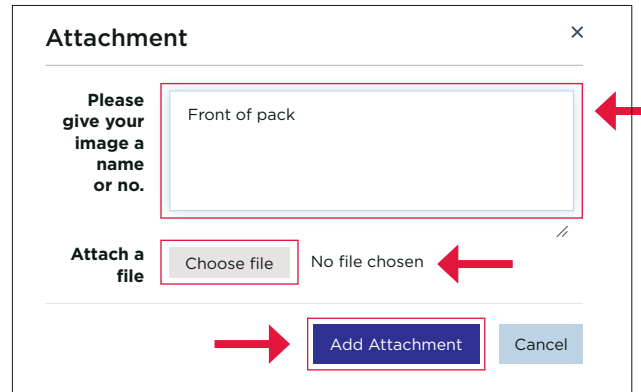 Attachment
×
Please
give your
image a
name
or no.
Front of pack
Attach a
file
Choose file No file chosen
Add Attachment Cancel